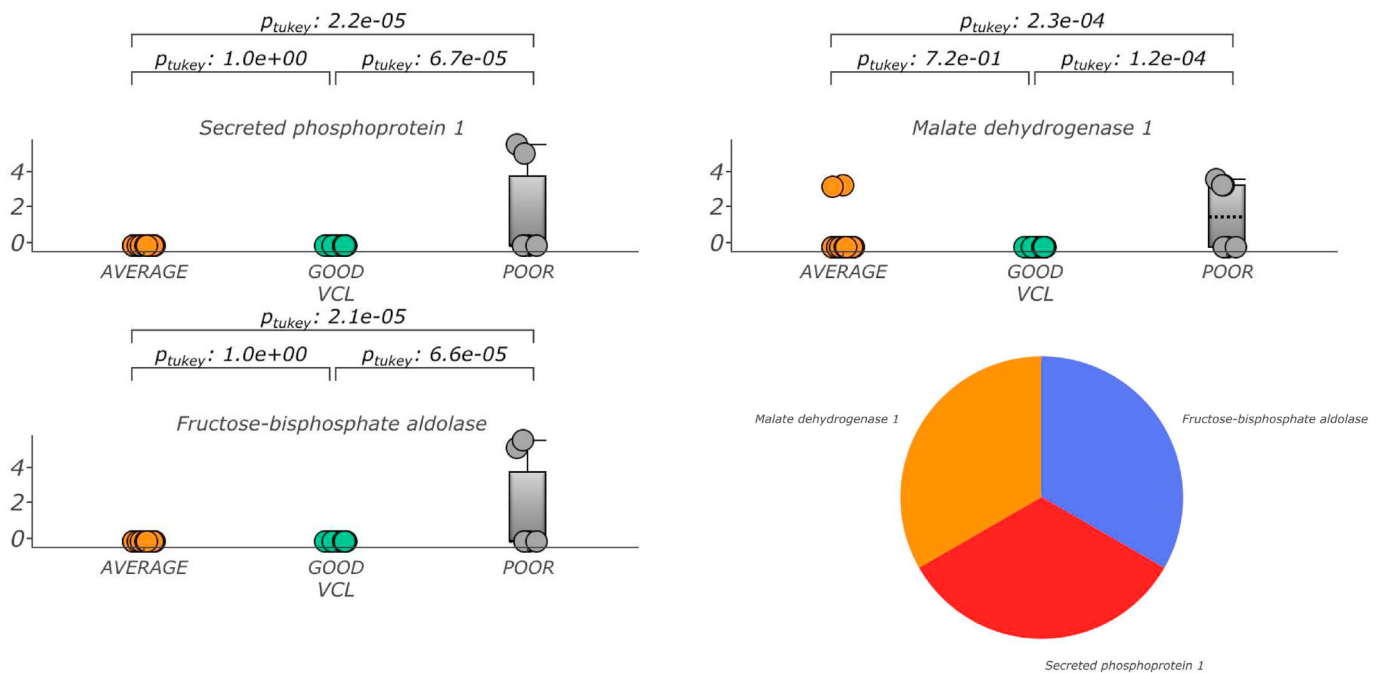 p_tukey: 2.2e-05
p_tukey: 1.0e+00 p_tukey: 6.7e-05
Secreted phosphoprotein 1
4
2
0
AVERAGE GOOD POOR
VCL
p_tukey: 2.3e-04
p_tukey: 7.2e-01 p_tukey: 1.2e-04
Malate dehydrogenase 1
4
2
0
AVERAGE GOOD POOR
VCL
p_tukey: 2.1e-05
p_tukey: 1.0e+00 p_tukey: 6.6e-05
Fructose-bisphosphate aldolase
4
2
0
AVERAGE GOOD POOR
VCL
Malate dehydrogenase 1
Fructose-bisphosphate aldolase
Secreted phosphoprotein 1